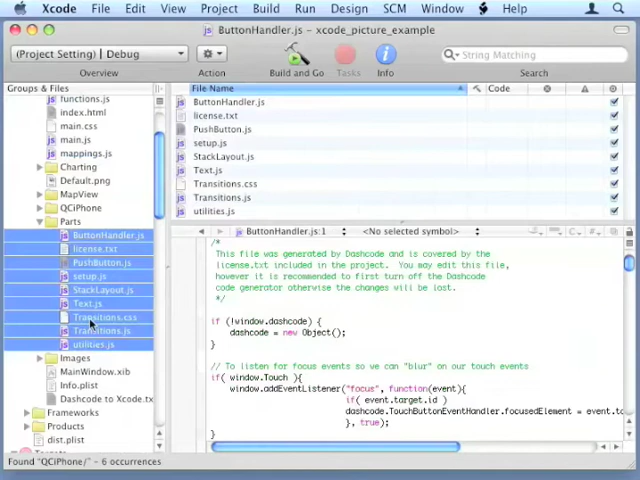 Xcode File Edit View Project Build Run Design SCM Window Help
ButtonHandler.js – xcode_picture_example
(Project Setting) | Debug
String Matching
Overview
Action
Build and Go
Tasks
Info
Search
Groups & Files
functions.js
index.html
main.css
main.js
mappings.js
Charting
Default.png
MapView
QCiPhone
Parts
ButtonHandler.js
license.txt
PushButton.js
setup.js
StackLayout.js
Text.js
Transitions.css
Transitions.js
utilities.js
Images
MainWindow.xib
Info.plist
Dashcode to Xcode.tx
Frameworks
Products
dist.plist
File Name
Code
ButtonHandler.js
license.txt
PushButton.js
setup.js
StackLayout.js
Text.js
Transitions.css
Transitions.js
utilities.js
ButtonHandler.js:1
<No selected symbol>
/*
This file was generated by Dashcode and is covered by the
license.txt included in the project. You may edit this file,
however it is recommended to first turn off the Dashcode
code generator otherwise the changes will be lost.
*/
if (!window.dashcode) {
dashcode = new Object();
}
// To listen for focus events so we can "blur" on our touch events
if( window.Touch ){
window.addEventListener("focus", function(event){
if( event.target.id )
dashcode.TouchButtonEventHandler.focusedElement = event.to
}, true);
}
Found "QCiPhone/" – 6 occurrences